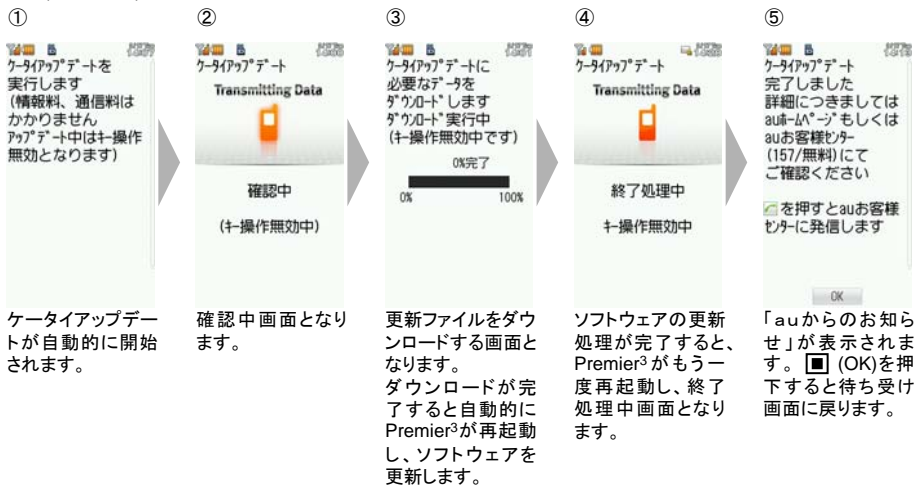 ①
ケータイアップデートを
実行します
(情報料、通信料は
かかりません
アップデート中はキー操作
無効となります)
ケータイアップデー
トが自動的に開始
されます。
②
ケータイアップデート
Transmitting Data
確認中
(キー操作無効中)
確認中画面となり
ます。
③
ケータイアップデートに
必要なデータを
ダウンロードします
ダウンロード実行中
(キー操作無効中です)
0%完了
0% 100%
更新ファイルをダウ
ンロードする画面と
なります。
ダウンロードが完
了すると自動的に
Premier³が再起動
し、ソフトウェアを
更新します。
④
ケータイアップデート
Transmitting Data
終了処理中
キー操作無効中
ソフトウェアの更新
処理が完了すると、
Premier³がもう一
度再起動し、終了
処理中画面となり
ます。
⑤
ケータイアップデート
完了しました
詳細につきましては
auホームページもしくは
auお客様センター
(157/無料)にて
ご確認ください
を押すとauお客様
センターに発信します
OK
「auからのお知ら
せ」が表示されま
す。 (OK)を押
下すると待ち受け
画面に戻ります。